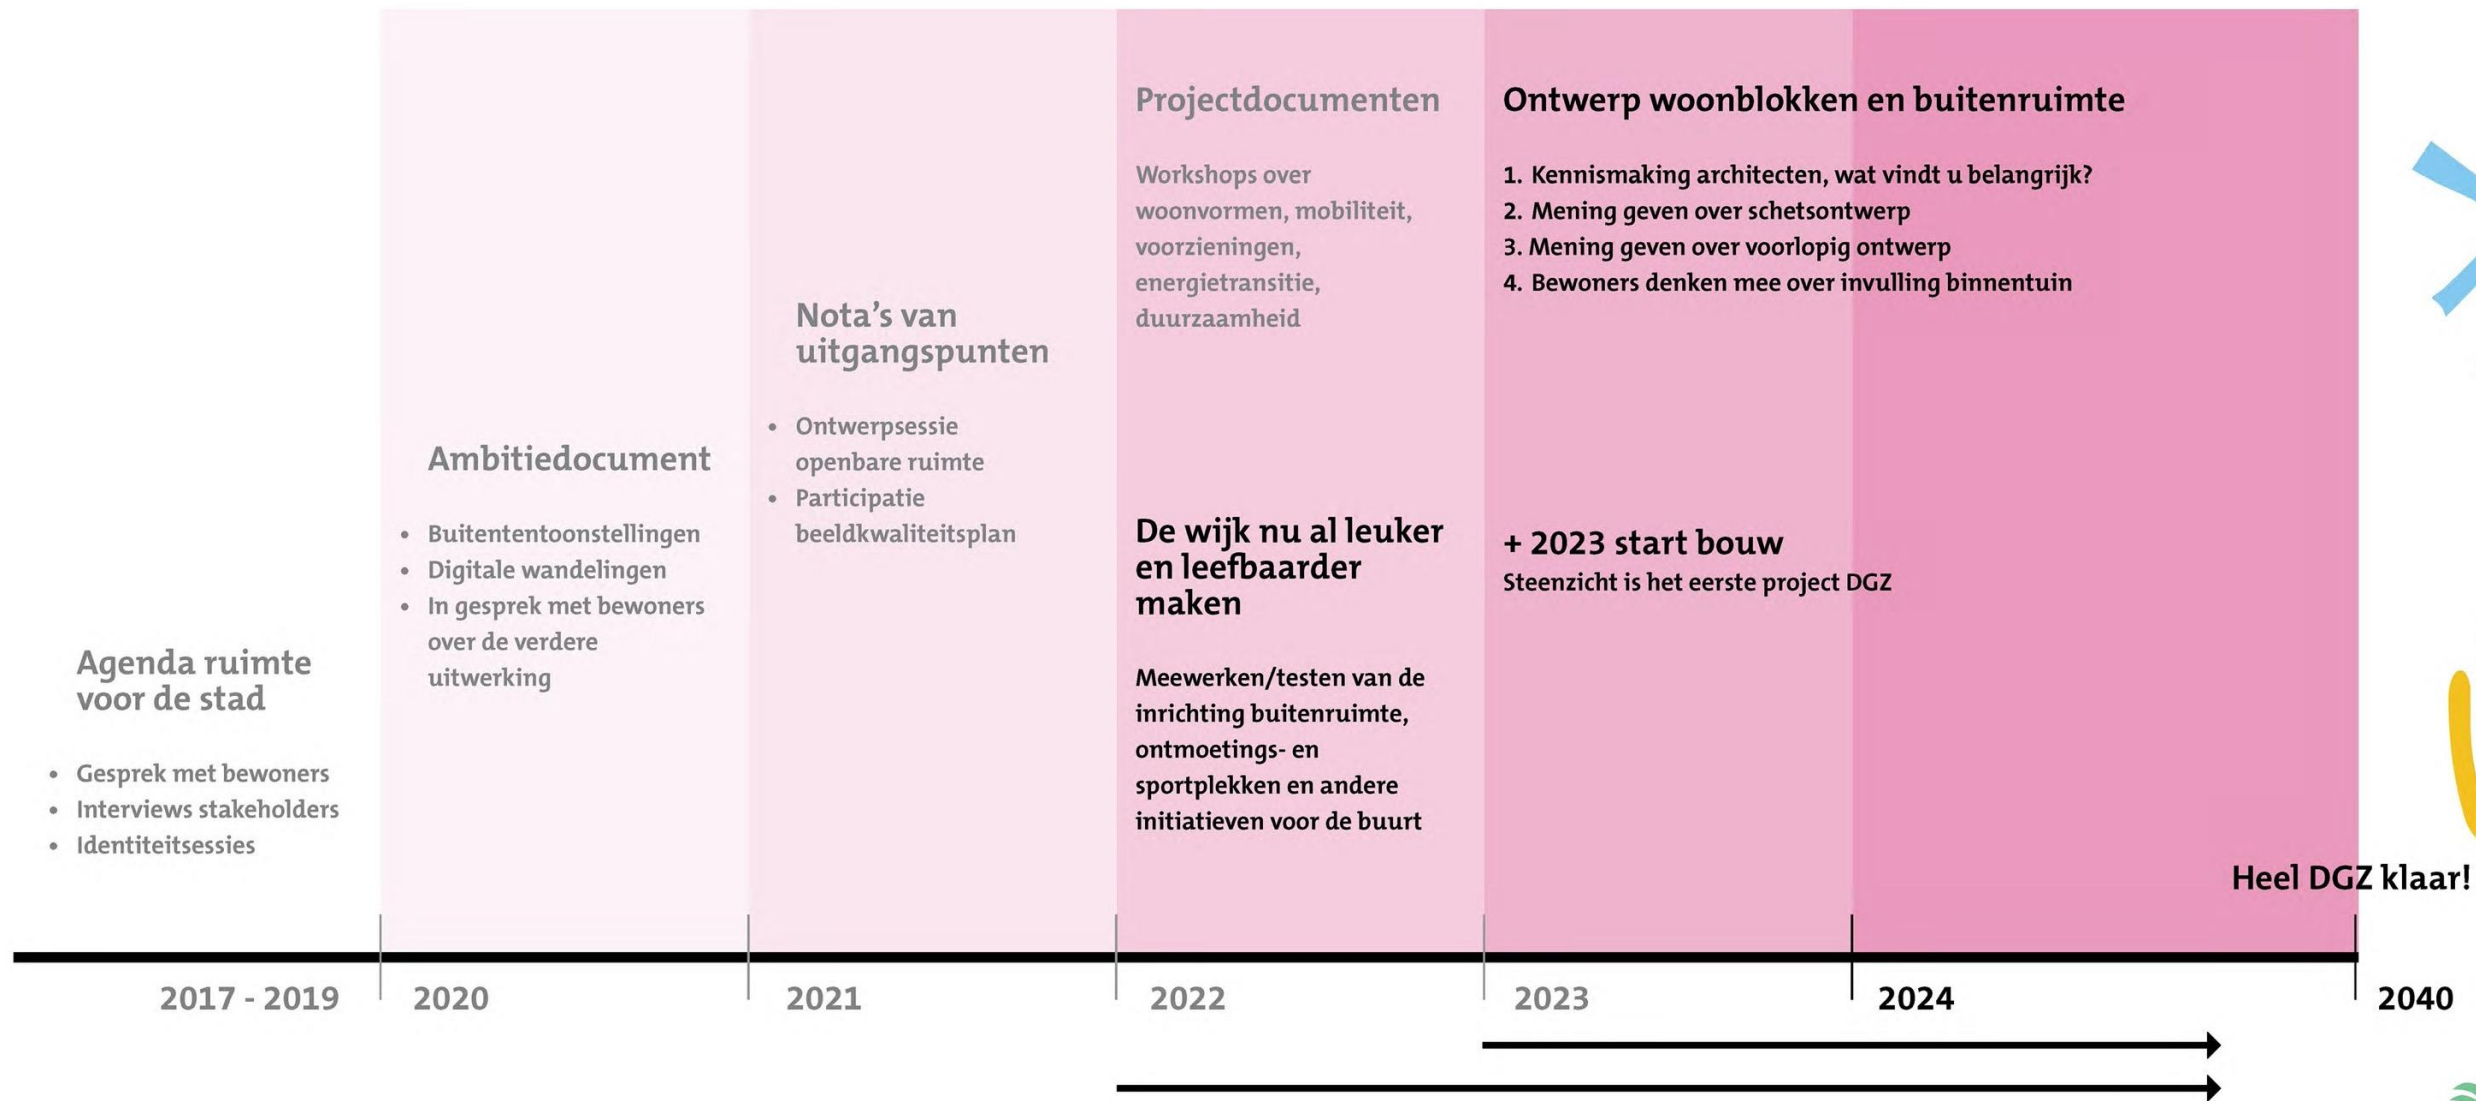 Agenda ruimte
voor de stad
• Gesprek met bewoners
• Interviews stakeholders
• Identiteitsessies
Ambitiedocument
• Buitententoonstellingen
• Digitale wandelingen
• In gesprek met bewoners
over de verdere
uitwerking
Nota’s van
uitgangspunten
• Ontwerpsessie
openbare ruimte
• Participatie
beeldkwaliteitsplan
Projectdocumenten
Workshops over
woonvormen, mobiliteit,
voorzieningen,
energietransitie,
duurzaamheid
De wijk nu al leuker
en leefbaarder
maken
Meewerken/testen van de
inrichting buitenruimte,
ontmoetings- en
sportplekken en andere
initiatieven voor de buurt
Ontwerp woonblokken en buitenruimte
1. Kennismaking architecten, wat vindt u belangrijk?
2. Mening geven over schetsontwerp
3. Mening geven over voorlopig ontwerp
4. Bewoners denken mee over invulling binnentuin
+ 2023 start bouw
Steenzicht is het eerste project DGZ
Heel DGZ klaar!
2017 - 2019
2020
2021
2022
2023
2024
2040